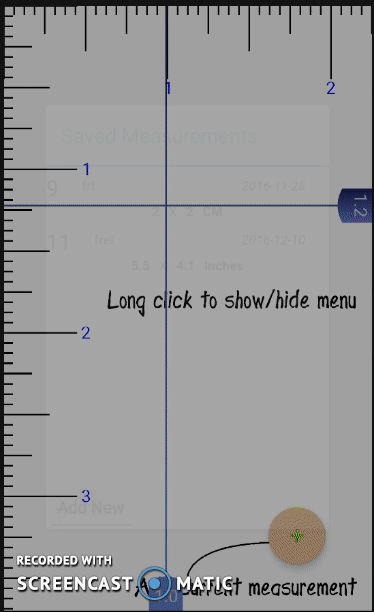 1 2
1
Saved Measurements
9 2016-11-26
1.2
2 X 2 CM
11 2016-12-10
5.5 X 4.1 Inches
Long click to show/hide menu
2
3
Add New
RECORDED WITH
SCREENCAST MATIC
1.0
current measurement